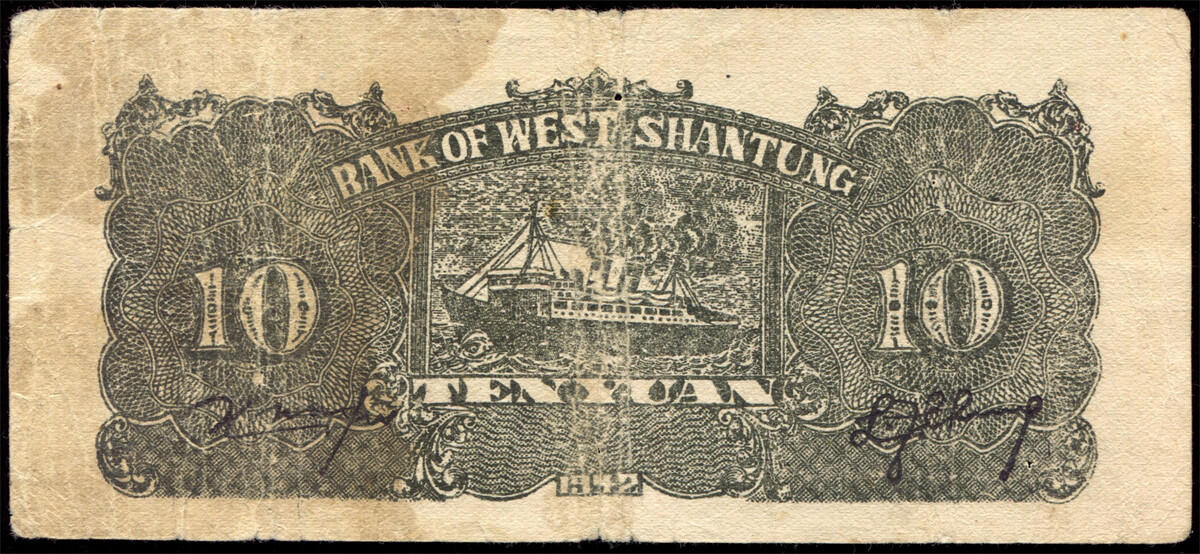 BANK OF WEST SHANTUNG
10 10
TEN YUAN
1942